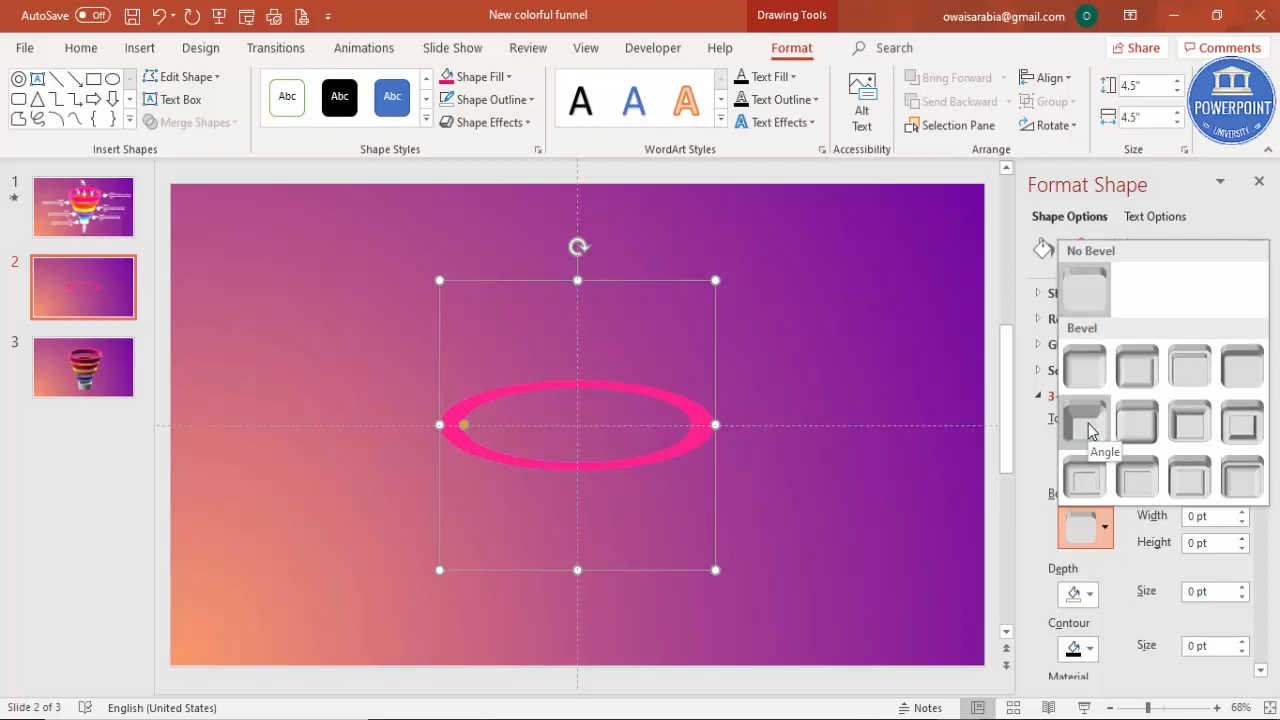 AutoSave Off
New colorful funnel
Drawing Tools
owaisarabia@gmail.com
O
File Home Insert Design Transitions Animations Slide Show Review View Developer Help Format Search
Share Comments
Edit Shape
Text Box
Merge Shapes
Insert Shapes
Abc Abc Abc
Shape Fill
Shape Outline
Shape Effects
Shape Styles
A A A
Text Fill
Text Outline
Text Effects
WordArt Styles
Alt
Text
Accessibility
Bring Forward
Send Backward
Selection Pane
Align
Group
Rotate
Arrange
4.5"
4.5"
Size
POWERPOINT
UNIVERSITY
1
2
3
Format Shape
Shape Options Text Options
No Bevel
Bevel
Angle
Width 0 pt
Height 0 pt
Depth
Size 0 pt
Contour
Size 0 pt
Material
Slide 2 of 3
English (United States)
Notes
68%